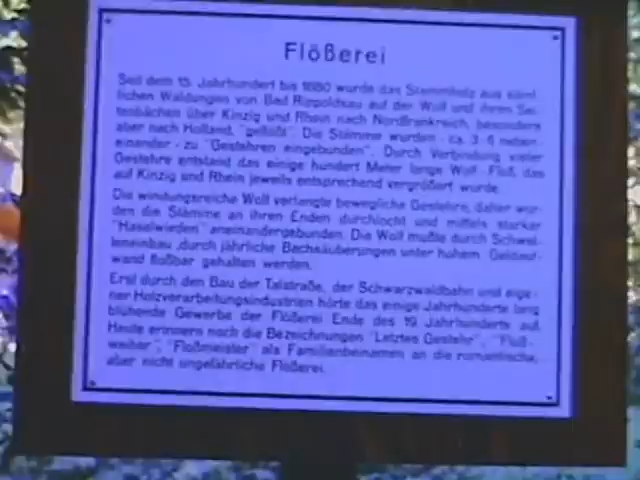 Flößerei
Seit dem 15. Jahrhundert bis 1880 wurde das Stammholz aus sämt-
lichen Waldungen von Bad Rippoldsau auf der Wolf und ihren Sei-
tenbächen über Kinzig und Rhein nach Nordfrankreich, besonders
aber nach Holland, "geflößt". Die Stämme wurden - ca. 3-6 neben-
einander - zu "Gestehren eingebunden". Durch Verbindung vieler
Gestehre entstand das einige hundert Meter lange Wolf-Floß, das
auf Kinzig und Rhein jeweils entsprechend vergrößert wurde.
Die windungsreiche Wolf verlangte bewegliche Gestehre, daher wur-
den die Stämme an ihren Enden durchlocht und mittels starker
"Haselwieden" aneinandergebunden. Die Wolf mußte durch Schwel-
leneinbau, durch jährliche Bachsäuberungen unter hohem Geldauf-
wand floßbar gehalten werden.
Erst durch den Bau der Talstraße, der Schwarzwaldbahn und eige-
ner Holzverarbeitungsindustrien hörte das einige Jahrhunderte lang
blühende Gewerbe der Flößerei Ende des 19. Jahrhunderts auf.
Heute erinnern noch die Bezeichnungen "Letztes Gestehr", "Floß-
weiher", "Floßmeister" als Familienbeinamen an die romantische,
aber nicht ungefährliche Flößerei.